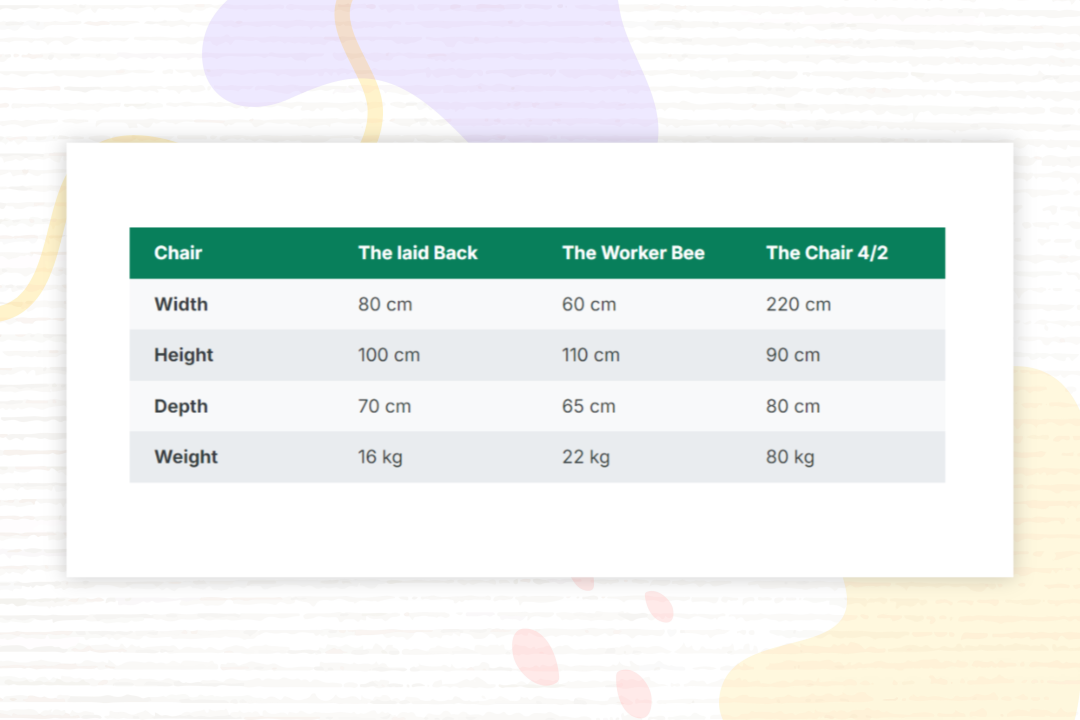 Chair The laid Back The Worker Bee The Chair 4/2
Width 80 cm 60 cm 220 cm
Height 100 cm 110 cm 90 cm
Depth 70 cm 65 cm 80 cm
Weight 16 kg 22 kg 80 kg